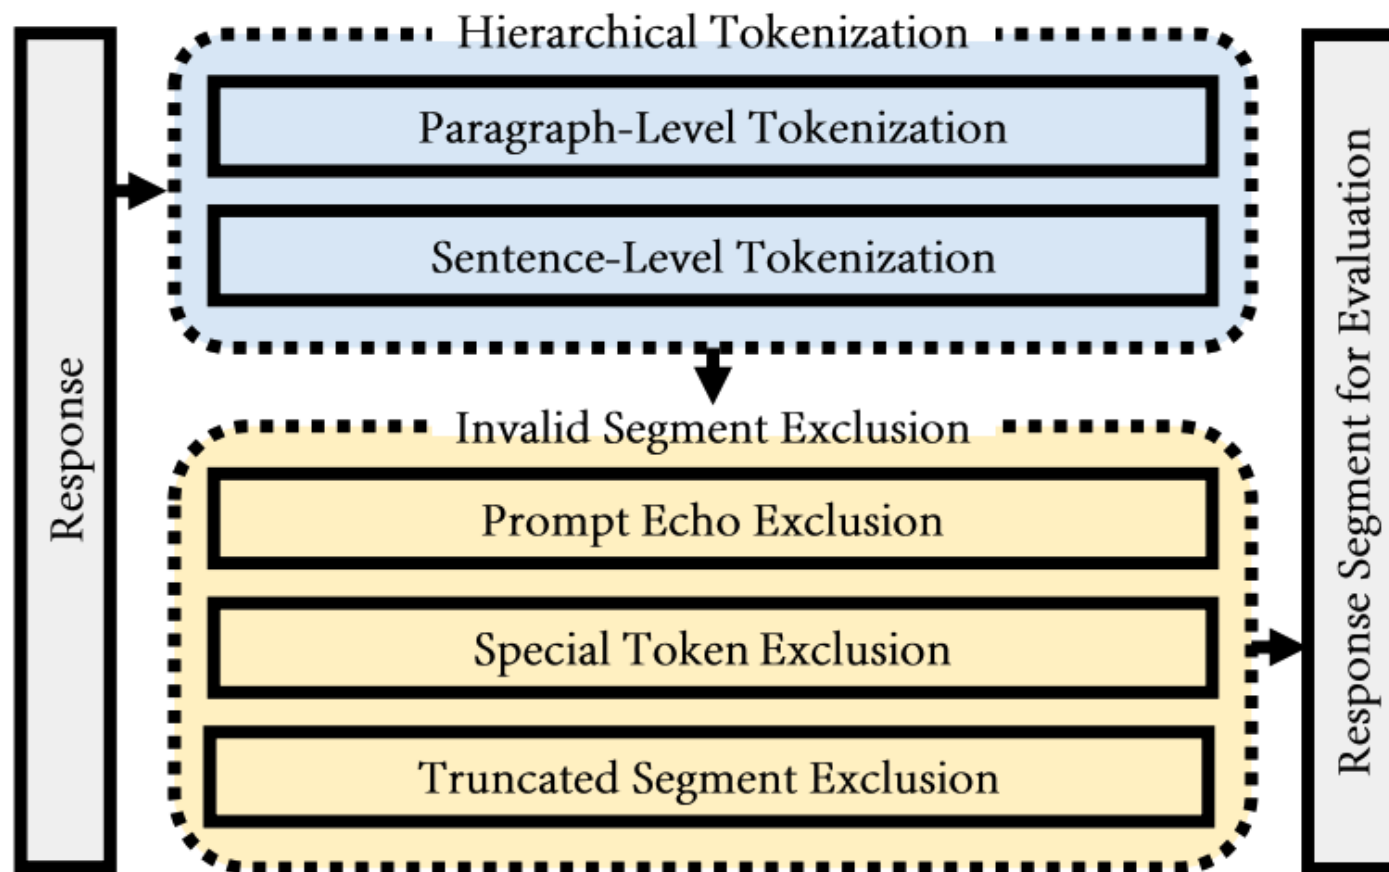 Response
Hierarchical Tokenization
Paragraph-Level Tokenization
Sentence-Level Tokenization
Invalid Segment Exclusion
Prompt Echo Exclusion
Special Token Exclusion
Truncated Segment Exclusion
Response Segment for Evaluation